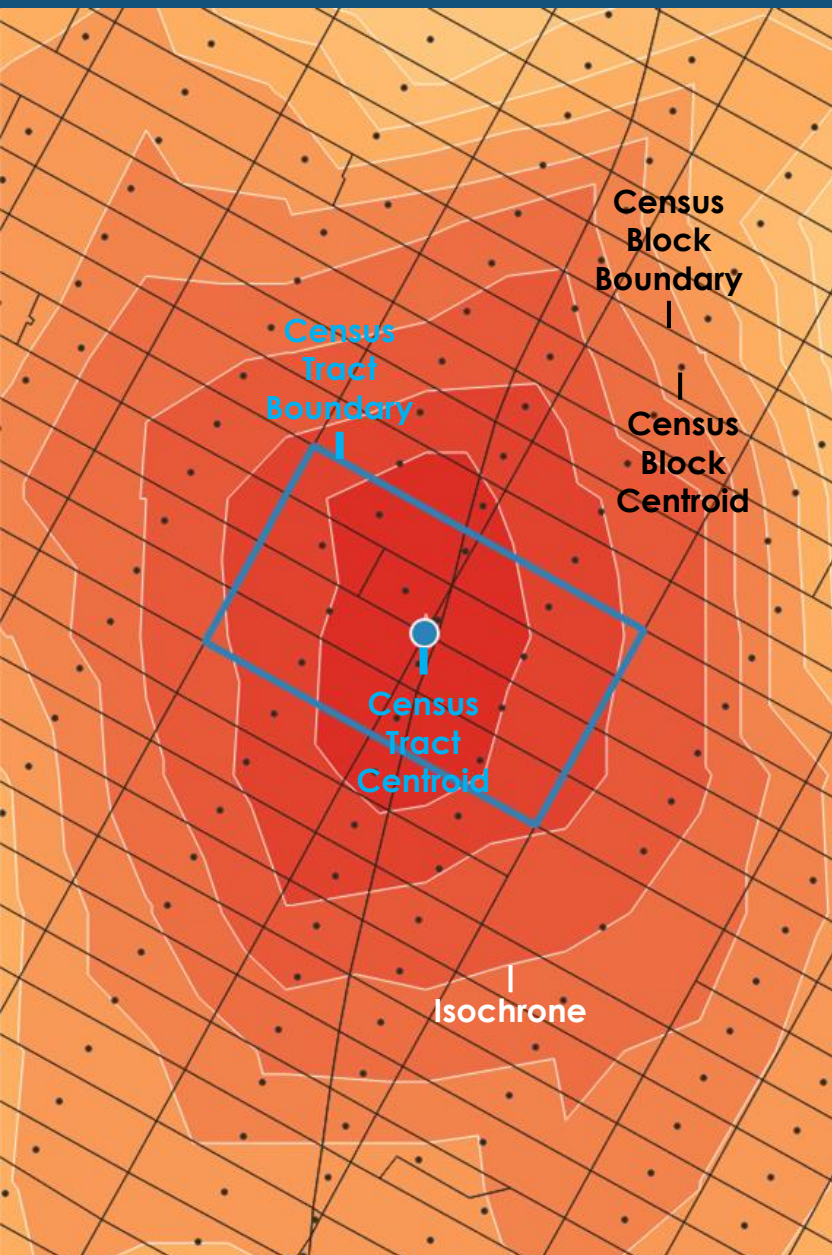 Census
Block
Boundary
Census
Tract
Boundary
Census
Block
Centroid
Census
Tract
Centroid
Isochrone